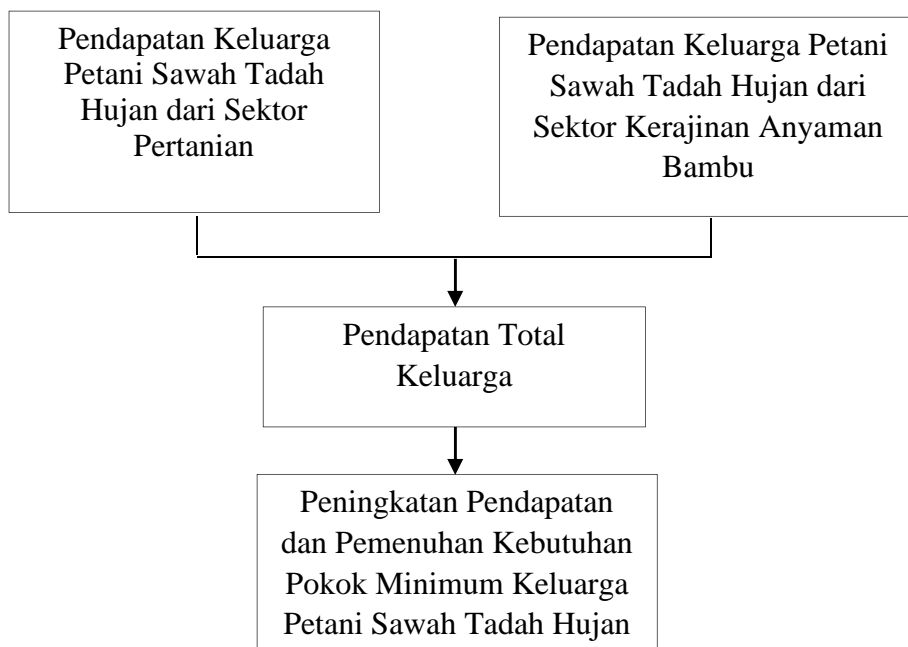 Pendapatan Keluarga
Petani Sawah Tadah
Hujan dari Sektor
Pertanian
Pendapatan Keluarga Petani
Sawah Tadah Hujan dari
Sektor Kerajinan Anyaman
Bambu
Pendapatan Total
Keluarga
Peningkatan Pendapatan
dan Pemenuhan Kebutuhan
Pokok Minimum Keluarga
Petani Sawah Tadah Hujan